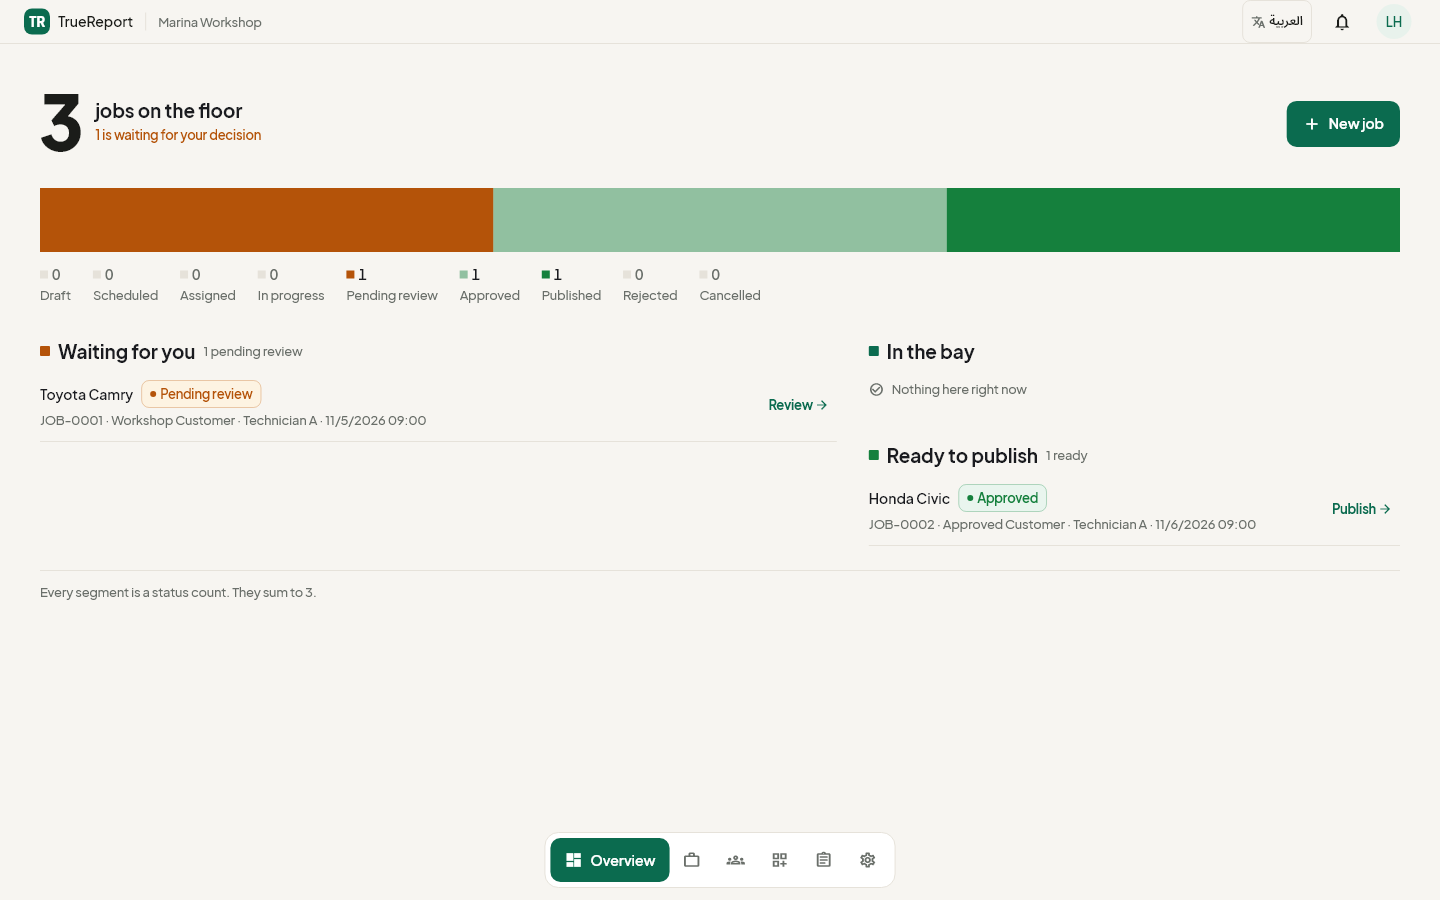 TR TrueReport Marina Workshop العربية LH
3 jobs on the floor
1 is waiting for your decision
+ New job
0 0 0 0 1 1 1 0 0
Draft Scheduled Assigned In progress Pending review Approved Published Rejected Cancelled
Waiting for you 1 pending review
Toyota Camry Pending review
JOB-0001 · Workshop Customer · Technician A · 11/5/2026 09:00
Review →
In the bay
Nothing here right now
Ready to publish 1 ready
Honda Civic Approved
JOB-0002 · Approved Customer · Technician A · 11/6/2026 09:00
Publish →
Every segment is a status count. They sum to 3.
Overview